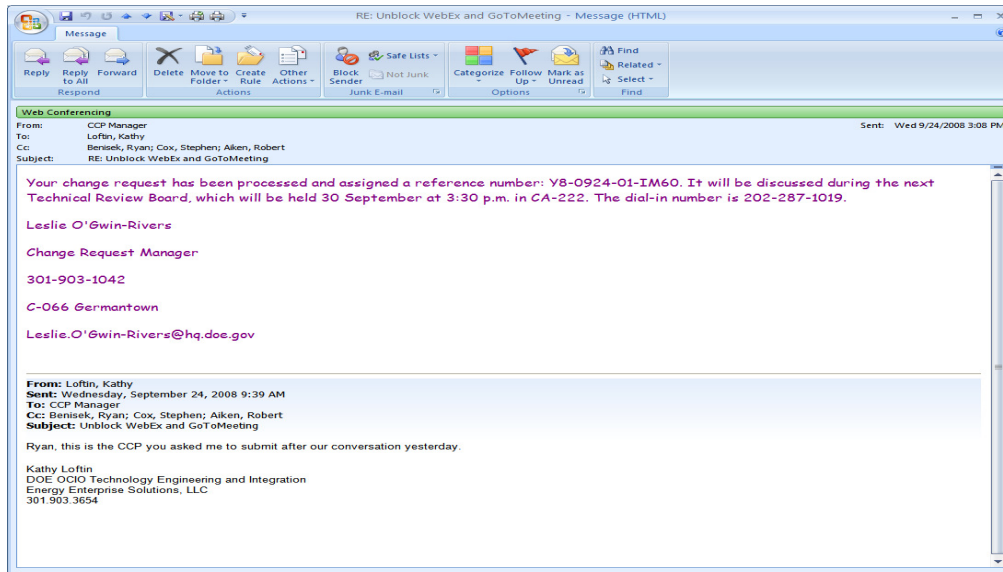 RE: Unblock WebEx and GoToMeeting - Message (HTML)
Message
Reply
Reply to All
Forward
Respond
Delete
Move to Folder
Create Rule
Other Actions
Actions
Block Sender
Safe Lists
Not Junk
Junk E-mail
Categorize
Follow Up
Mark as Unread
Options
Find
Related
Select
Find
Web Conferencing
From: CCP Manager Sent: Wed 9/24/2008 3:08 PM
To: Loftin, Kathy
Cc: Benisek, Ryan; Cox, Stephen; Aiken, Robert
Subject: RE: Unblock WebEx and GoToMeeting
Your change request has been processed and assigned a reference number: Y8-0924-01-IM60. It will be discussed during the next
Technical Review Board, which will be held 30 September at 3:30 p.m. in CA-222. The dial-in number is 202-287-1019.
Leslie O'Gwin-Rivers
Change Request Manager
301-903-1042
C-066 Germantown
Leslie.O'Gwin-Rivers@hq.doe.gov
From: Loftin, Kathy
Sent: Wednesday, September 24, 2008 9:39 AM
To: CCP Manager
Cc: Benisek, Ryan; Cox, Stephen; Aiken, Robert
Subject: Unblock WebEx and GoToMeeting
Ryan, this is the CCP you asked me to submit after our conversation yesterday.
Kathy Loftin
DOE OCIO Technology Engineering and Integration
Energy Enterprise Solutions, LLC
301.903.3654